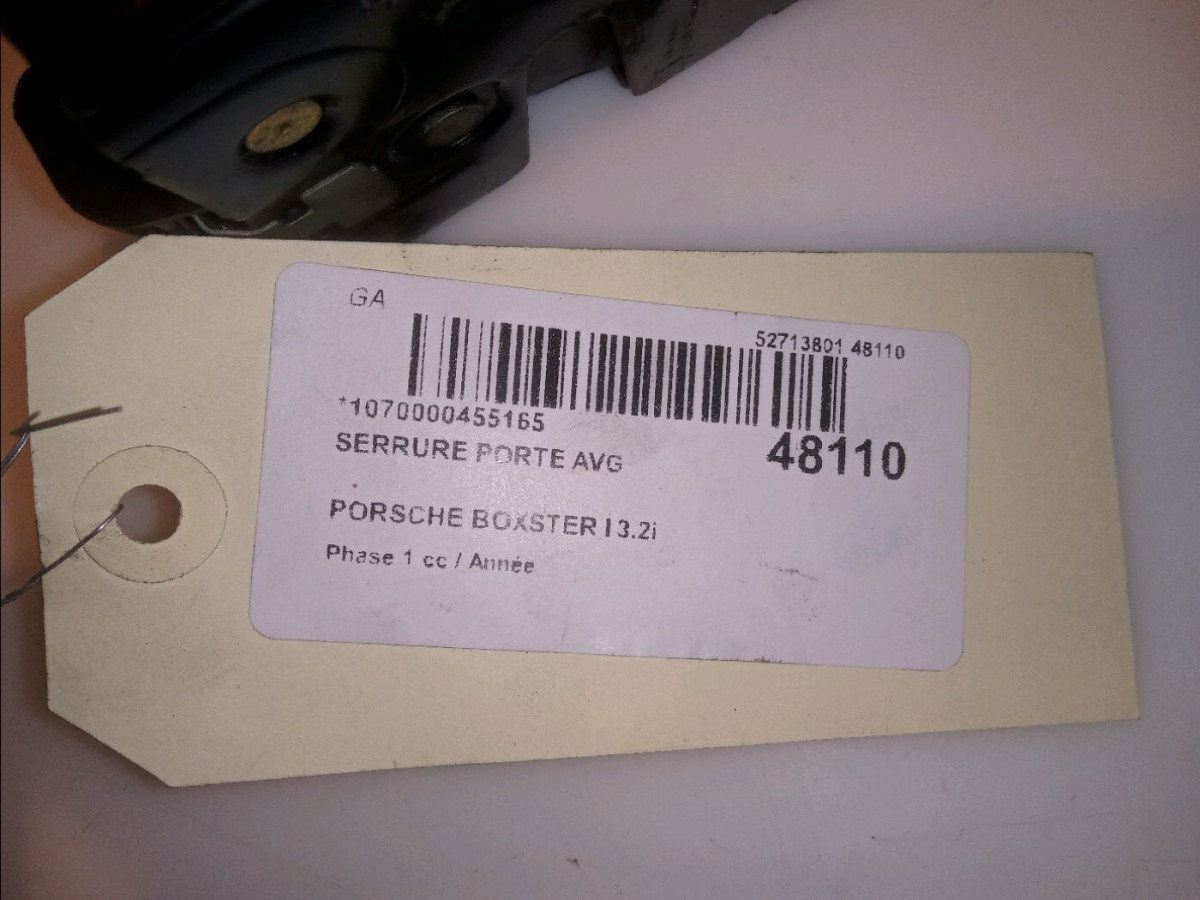 GA
52713801 48110
*1070000455165
48110
SERRURE PORTE AVG
PORSCHE BOXSTER I 3.2i
Phase 1 cc / Année